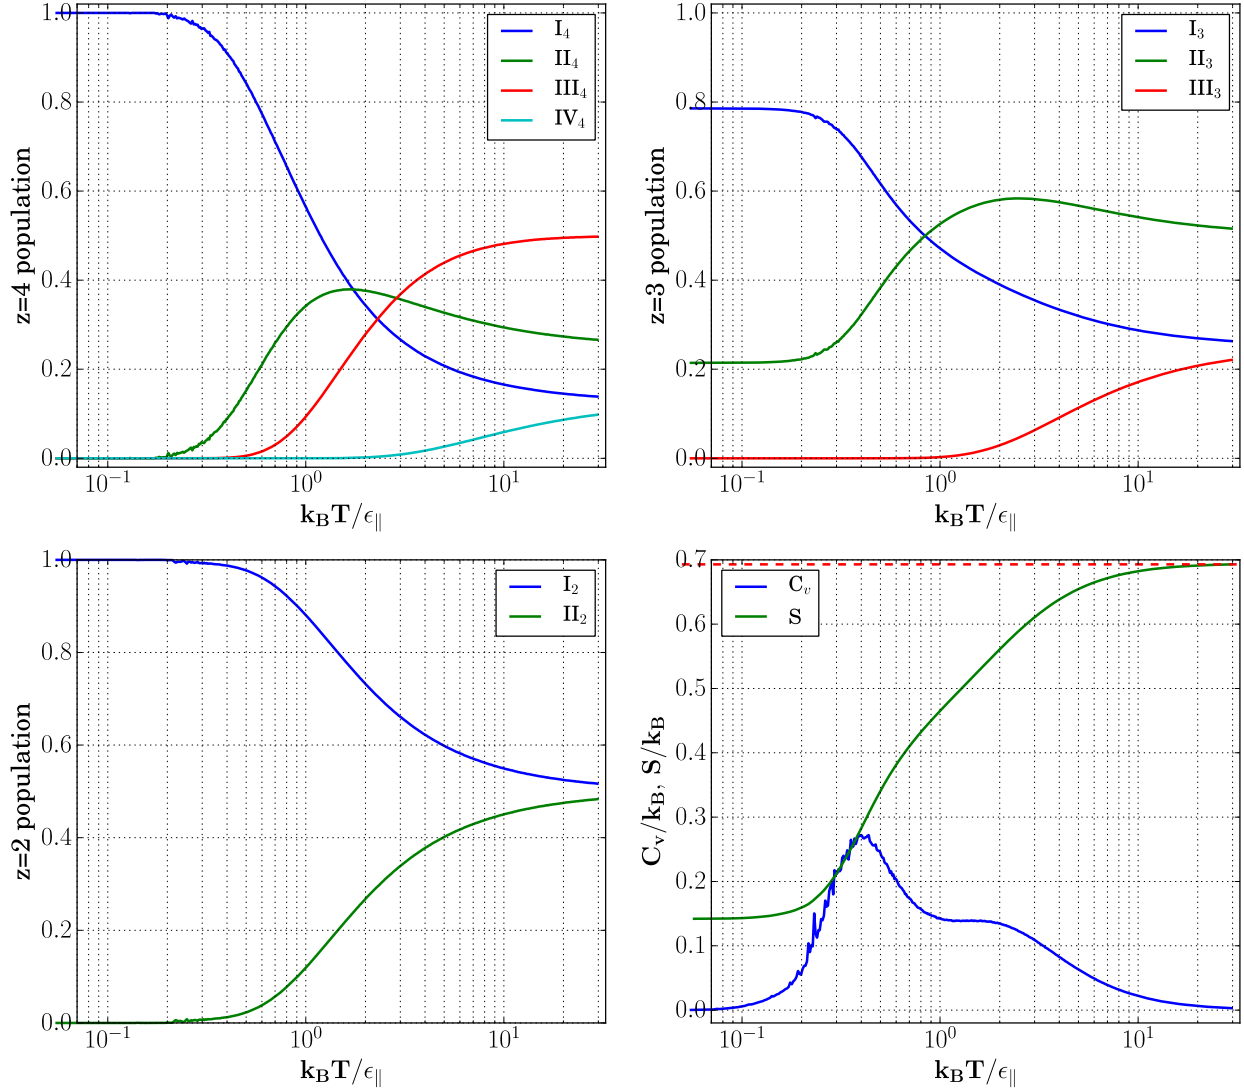 1.0
0.8
0.6
0.4
0.2
0.0
z=4 population
I₄
II₄
III₄
IV₄
10⁻¹ 10⁰ 10¹
k_BT/ϵ_∥
1.0
0.8
0.6
0.4
0.2
0.0
z=3 population
I₃
II₃
III₃
10⁻¹ 10⁰ 10¹
k_BT/ϵ_∥
1.0
0.8
0.6
0.4
0.2
0.0
z=2 population
I₂
II₂
10⁻¹ 10⁰ 10¹
k_BT/ϵ_∥
0.7
0.6
0.5
0.4
0.3
0.2
0.1
0.0
C_v/k_B, S/k_B
C_v
S
10⁻¹ 10⁰ 10¹
k_BT/ϵ_∥